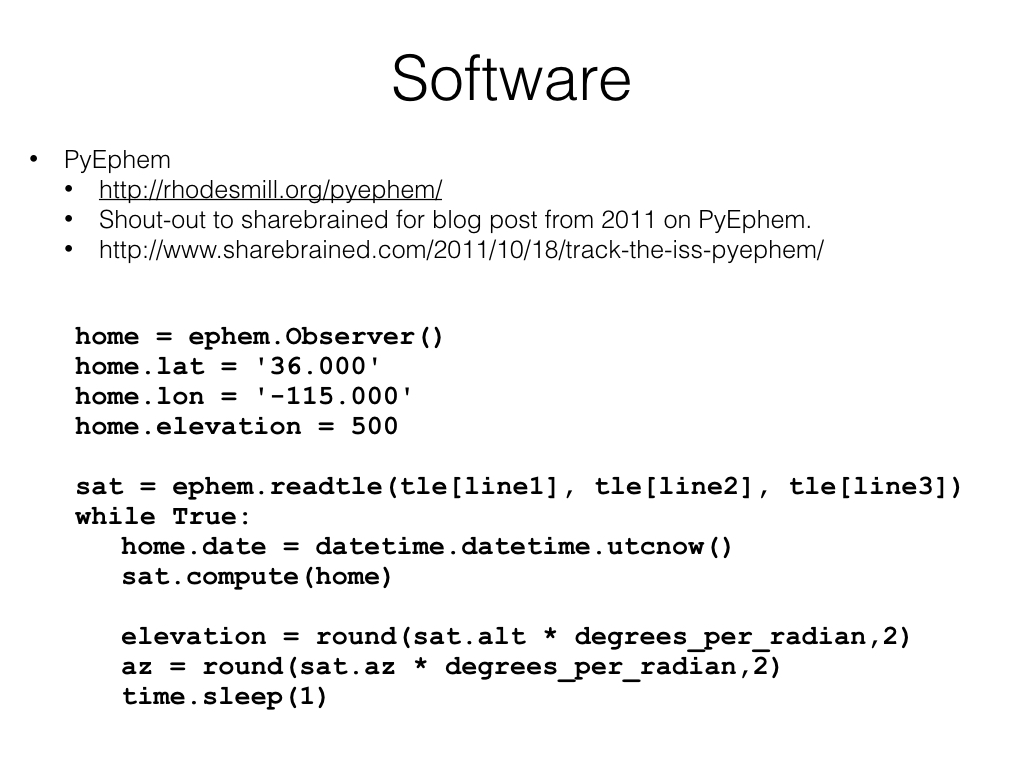 Software
• PyEphem
• http://rhodesmill.org/pyephem/
• Shout-out to sharebrained for blog post from 2011 on PyEphem.
• http://www.sharebrained.com/2011/10/18/track-the-iss-pyephem/
home = ephem.Observer()
home.lat = '36.000'
home.lon = '-115.000'
home.elevation = 500
sat = ephem.readtle(tle[line1], tle[line2], tle[line3])
while True:
home.date = datetime.datetime.utcnow()
sat.compute(home)
elevation = round(sat.alt * degrees_per_radian,2)
az = round(sat.az * degrees_per_radian,2)
time.sleep(1)